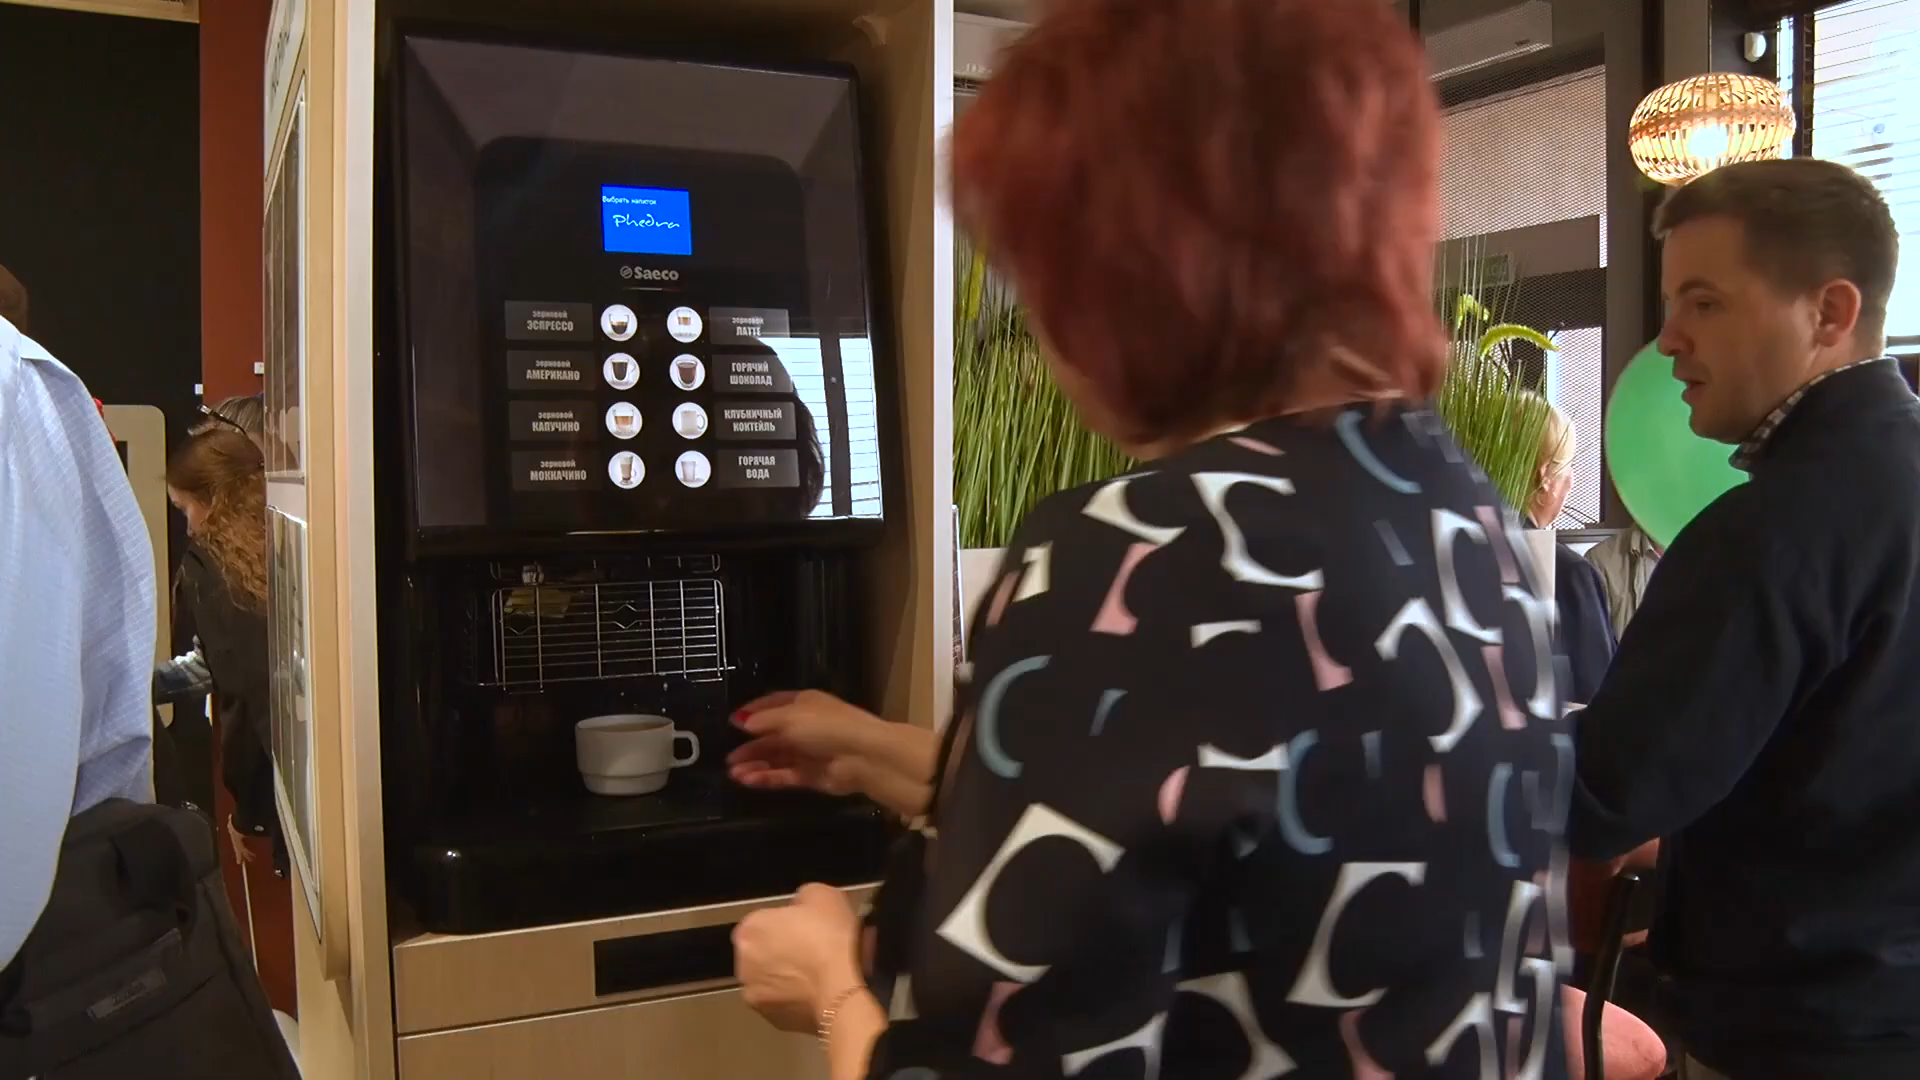 Выбрать напиток
Phedra
Saeco
зерновой
ЭСПРЕССО
зерновой
ЛАТТЕ
зерновой
АМЕРИКАНО
ГОРЯЧИЙ
ШОКОЛАД
зерновой
КАПУЧИНО
КЛУБНИЧНЫЙ
КОКТЕЙЛЬ
зерновой
МОККАЧИНО
ГОРЯЧАЯ
ВОДА